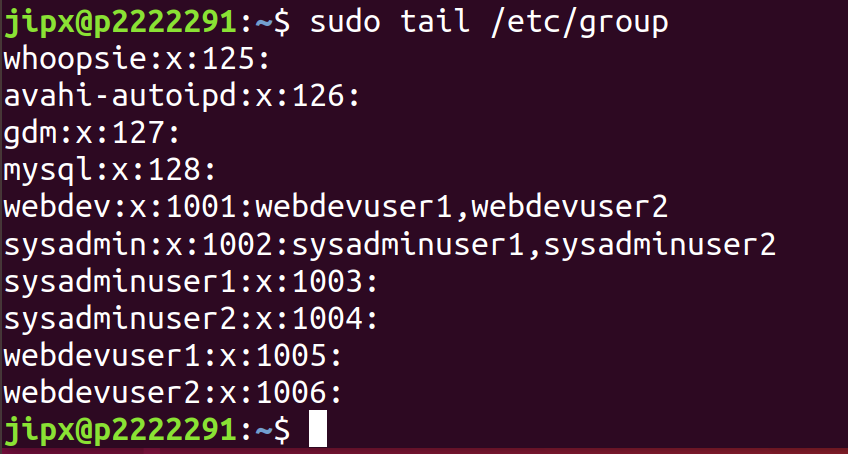 jipx@p2222291:~$ sudo tail /etc/group
whoopsie:x:125:
avahi-autoipd:x:126:
gdm:x:127:
mysql:x:128:
webdev:x:1001:webdevuser1,webdevuser2
sysadmin:x:1002:sysadminuser1,sysadminuser2
sysadminuser1:x:1003:
sysadminuser2:x:1004:
webdevuser1:x:1005:
webdevuser2:x:1006:
jipx@p2222291:~$